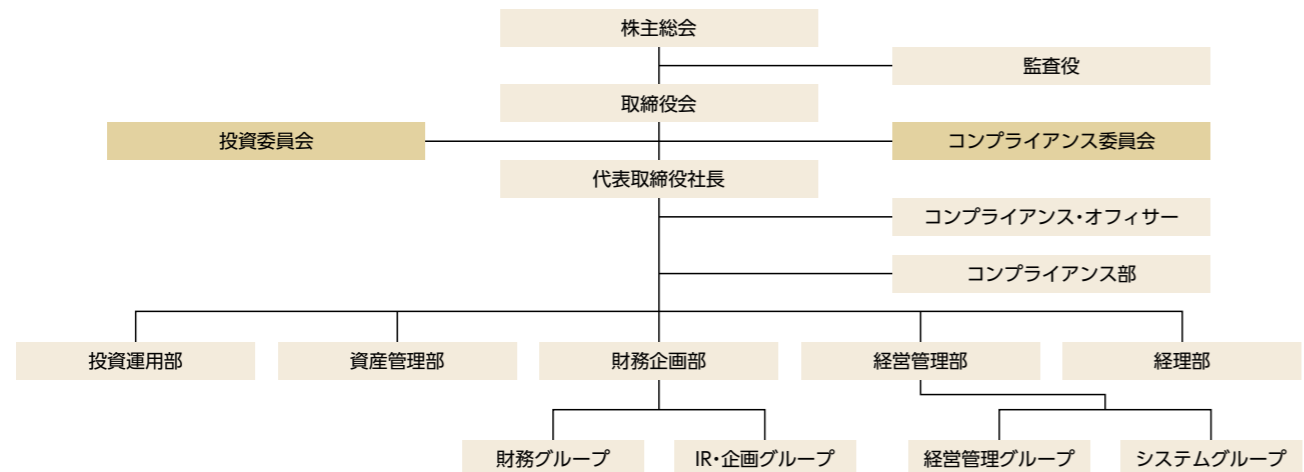 株主総会
監査役
取締役会
投資委員会
コンプライアンス委員会
代表取締役社長
コンプライアンス・オフィサー
コンプライアンス部
投資運用部
資産管理部
財務企画部
経営管理部
経理部
財務グループ
IR・企画グループ
経営管理グループ
システムグループ